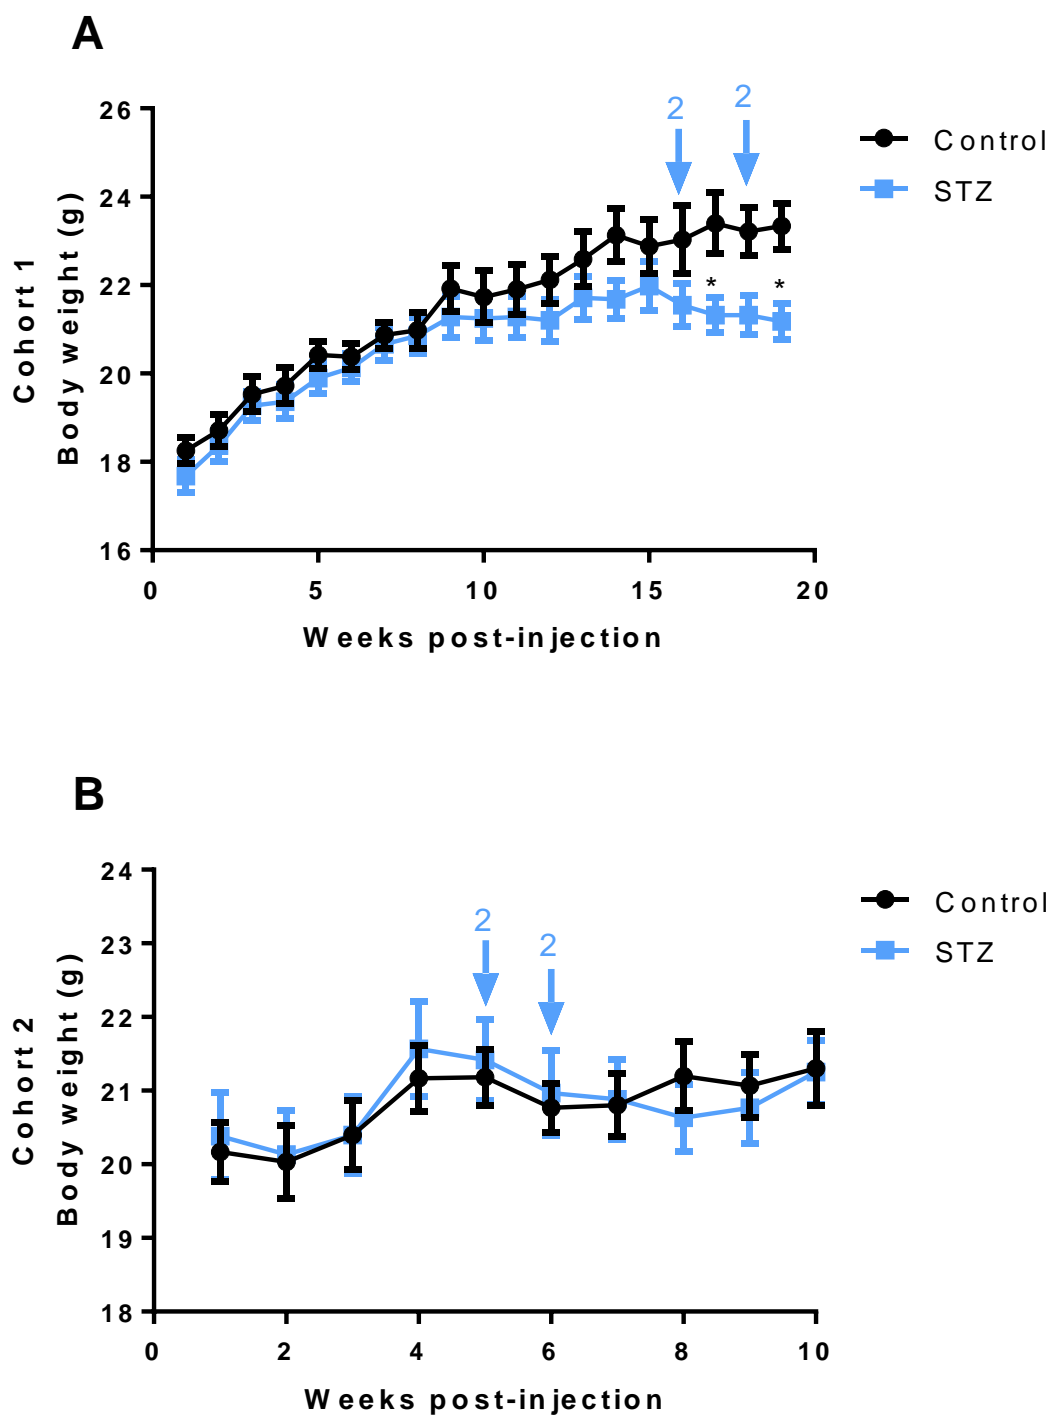 A
2
2
26
24
22
20
18
16
Cohort 1
Body weight (g)
* *
0 5 10 15 20
Weeks post-injection
Control
STZ
B
2
2
24
23
22
21
20
19
18
Cohort 2
Body weight (g)
0 2 4 6 8 10
Weeks post-injection
Control
STZ